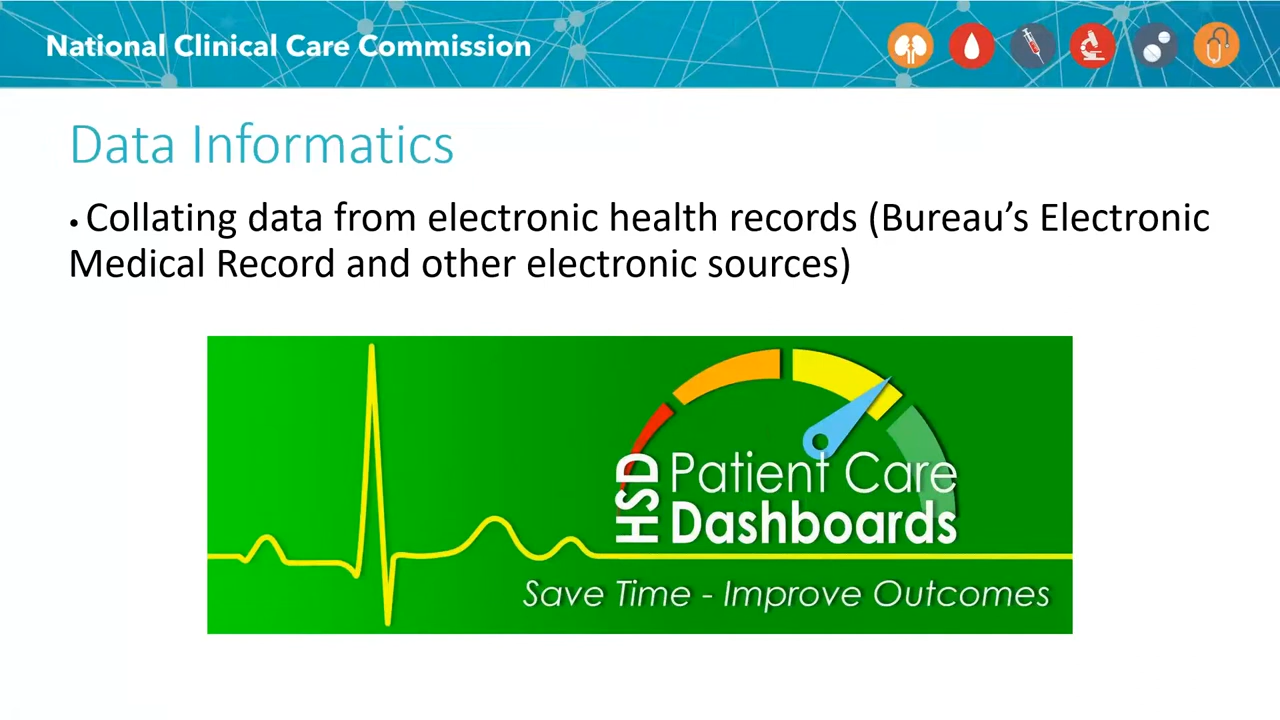 National Clinical Care Commission
Data Informatics
• Collating data from electronic health records (Bureau’s Electronic
Medical Record and other electronic sources)
HSD
Patient Care
Dashboards
Save Time - Improve Outcomes